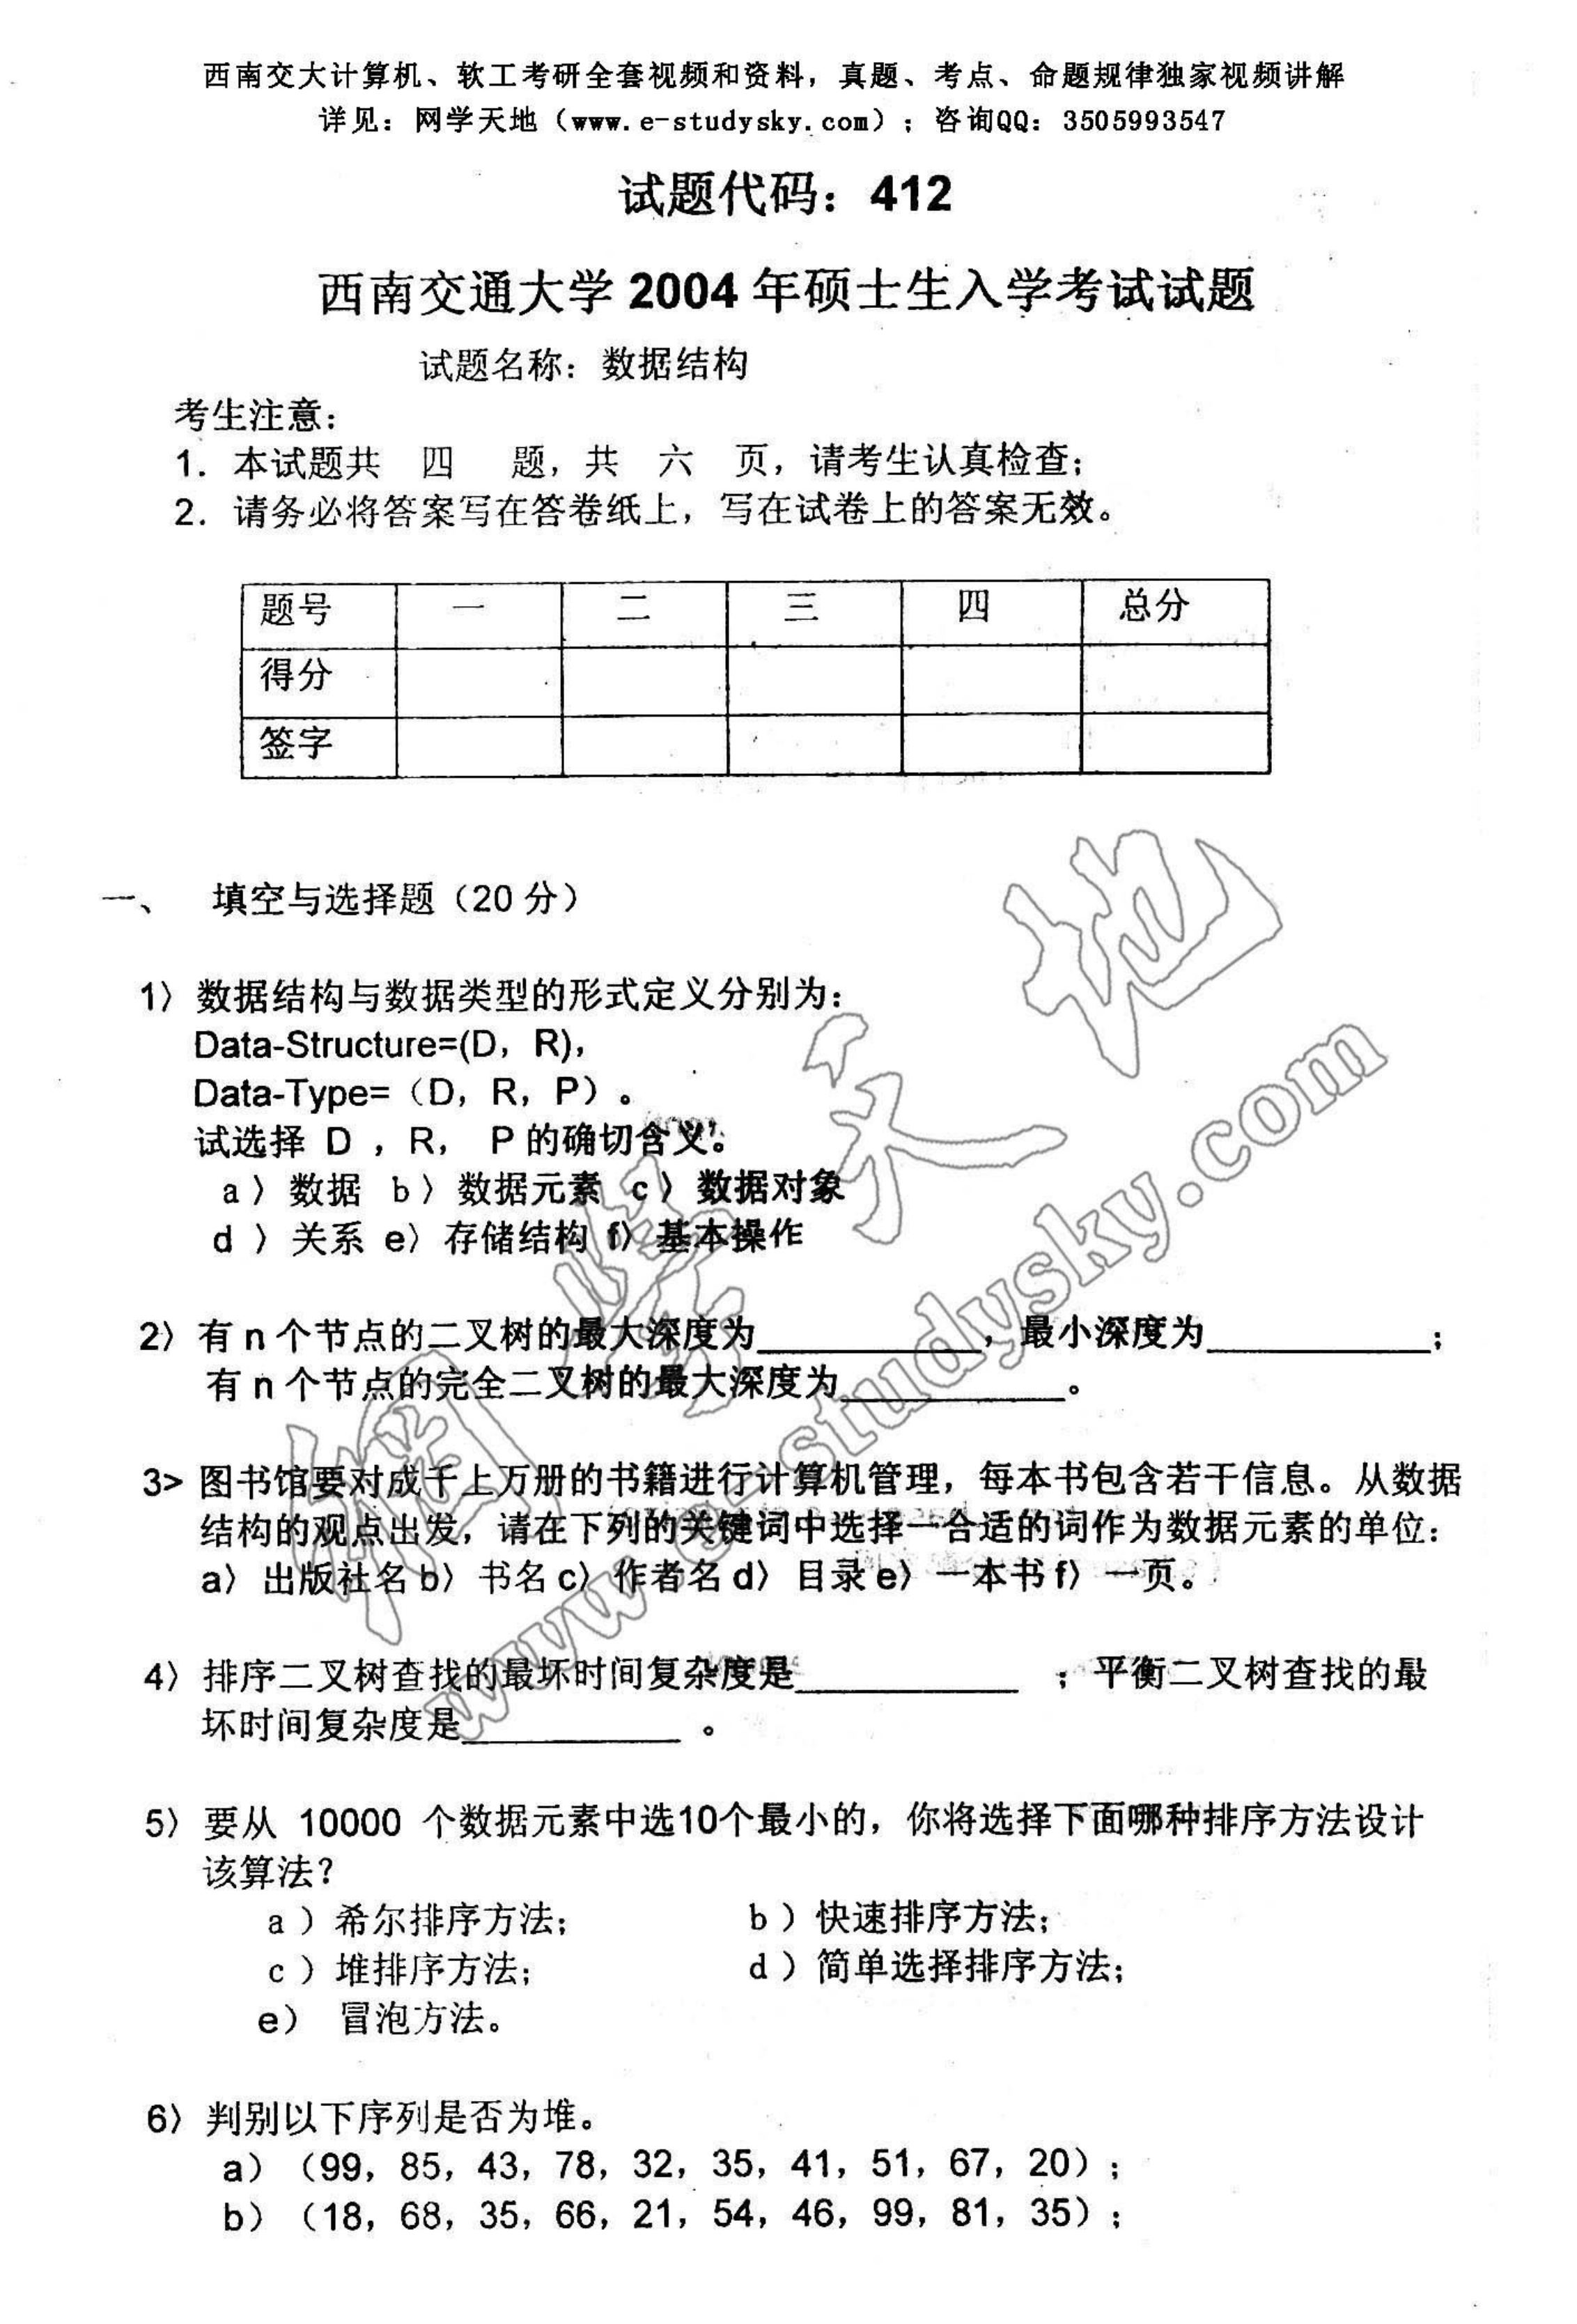 西南交大计算机、软工考研全套视频和资料，真题、考点、命题规律独家视频讲解
详见：网学天地（www.e-studysky.com）；咨询QQ：3505993547
试题代码：412
西南交通大学 2004 年硕士生入学考试试题
试题名称：数据结构
考生注意：
1. 本试题共 四 题，共 六 页，请考生认真检查；
2. 请务必将答案写在答卷纸上，写在试卷上的答案无效。
题号 一 二 三 四 总分
得分
签字
一、 填空与选择题（20 分）
1）数据结构与数据类型的形式定义分别为：
Data-Structure=(D，R)，
Data-Type=（D，R，P）。
试选择 D ，R， P 的确切含义。
a ）数据 b ）数据元素 c ）数据对象
d ）关系 e）存储结构 f）基本操作
2）有 n 个节点的二叉树的最大深度为____________，最小深度为____________；
有 n 个节点的完全二叉树的最大深度为____________。
3> 图书馆要对成千上万册的书籍进行计算机管理，每本书包含若干信息。从数据
结构的观点出发，请在下列的关键词中选择一合适的词作为数据元素的单位：
a）出版社名 b）书名 c）作者名 d）目录 e）一本书 f）一页。
4）排序二叉树查找的最坏时间复杂度是____________ ；平衡二叉树查找的最
坏时间复杂度是____________ 。
5）要从 10000 个数据元素中选10个最小的，你将选择下面哪种排序方法设计
该算法？
a ）希尔排序方法； b ）快速排序方法；
c ）堆排序方法； d ）简单选择排序方法；
e） 冒泡方法。
6）判别以下序列是否为堆。
a）（99，85，43，78，32，35，41，51，67，20）；
b）（18，68，35，66，21，54，46，99，81，35）；
網學天地
www.e-studysky.com